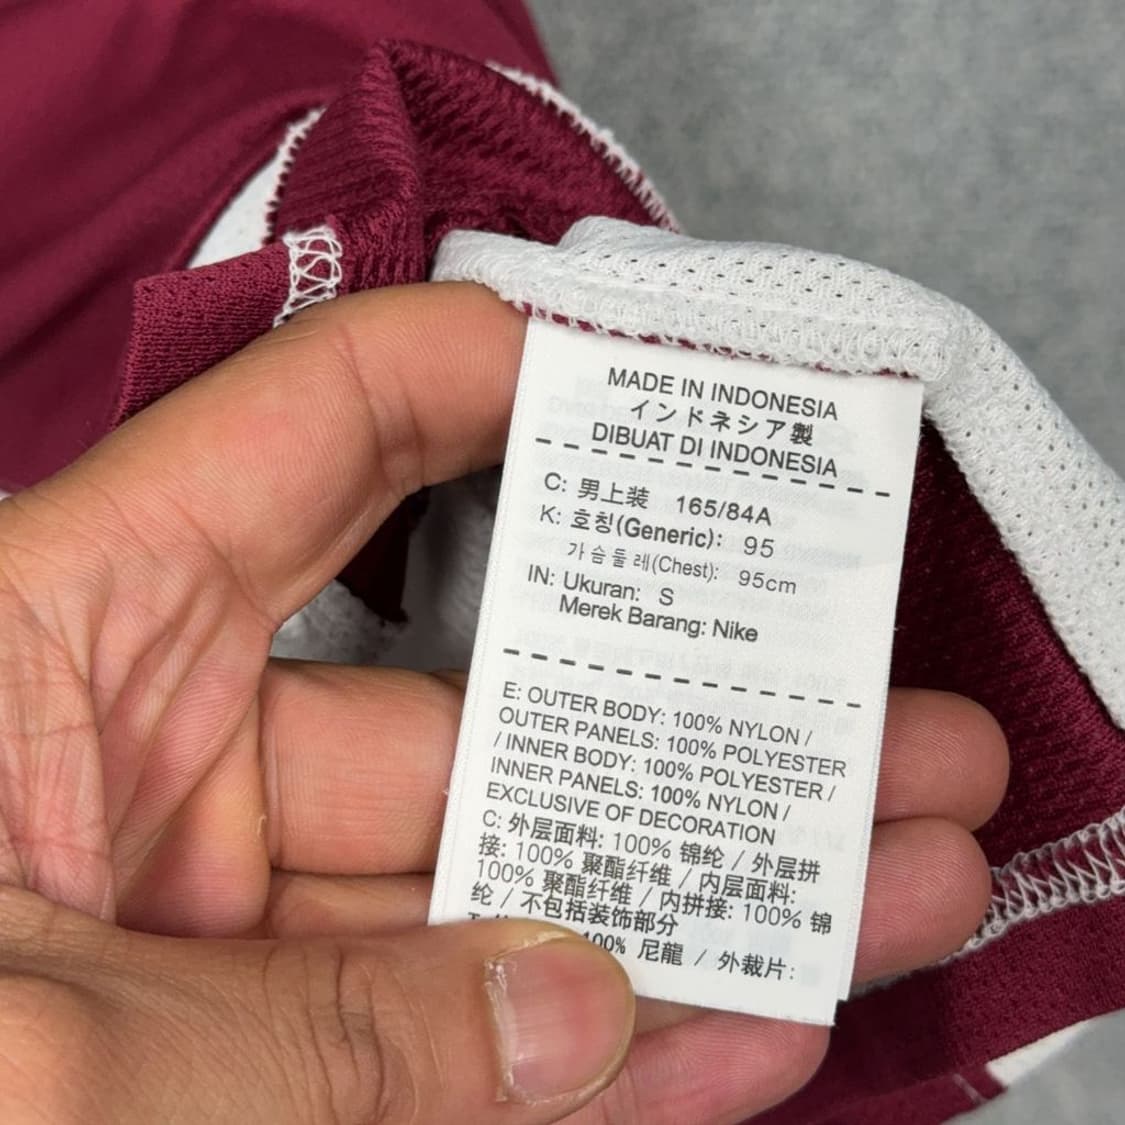 MADE IN INDONESIA
インドネシア製
DIBUAT DI INDONESIA
C: 男上装 165/84A
K: 호칭(Generic): 95
가슴둘레(Chest): 95cm
IN: Ukuran: S
Merek Barang: Nike
E: OUTER BODY: 100% NYLON /
OUTER PANELS: 100% POLYESTER
/ INNER BODY: 100% POLYESTER /
INNER PANELS: 100% NYLON /
EXCLUSIVE OF DECORATION
C: 外层面料: 100% 锦纶 / 外层拼
接: 100% 聚酯纤维 / 内层面料:
100% 聚酯纤维 / 内拼接: 100% 锦
纶 / 不包括装饰部分
100% 尼龍 / 外裁片: